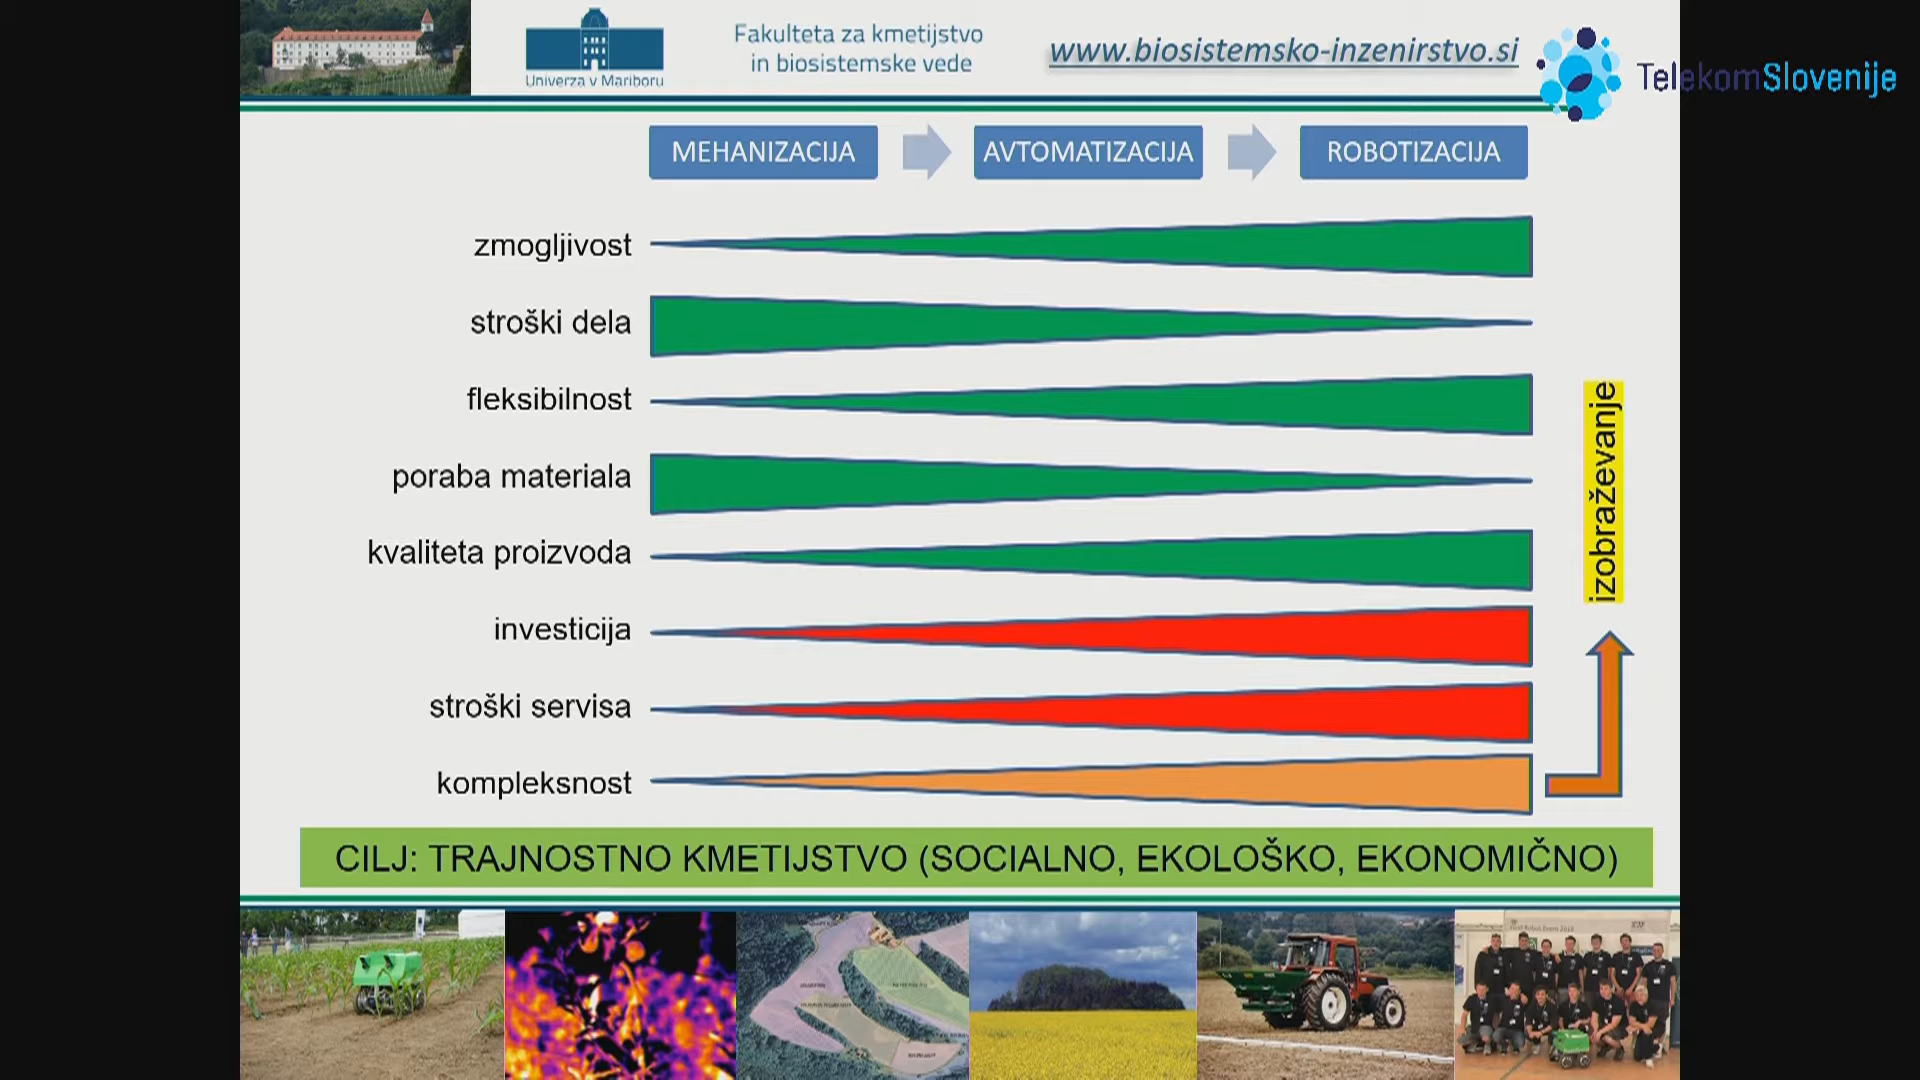 Univerza v Mariboru
Fakulteta za kmetijstvo
in biosistemske vede
www.biosistemsko-inzenirstvo.si
TelekomSlovenije
MEHANIZACIJA
AVTOMATIZACIJA
ROBOTIZACIJA
zmogljivost
stroški dela
fleksibilnost
poraba materiala
kvaliteta proizvoda
investicija
stroški servisa
kompleksnost
izobraževanje
CILJ: TRAJNOSTNO KMETIJSTVO (SOCIALNO, EKOLOŠKO, EKONOMIČNO)